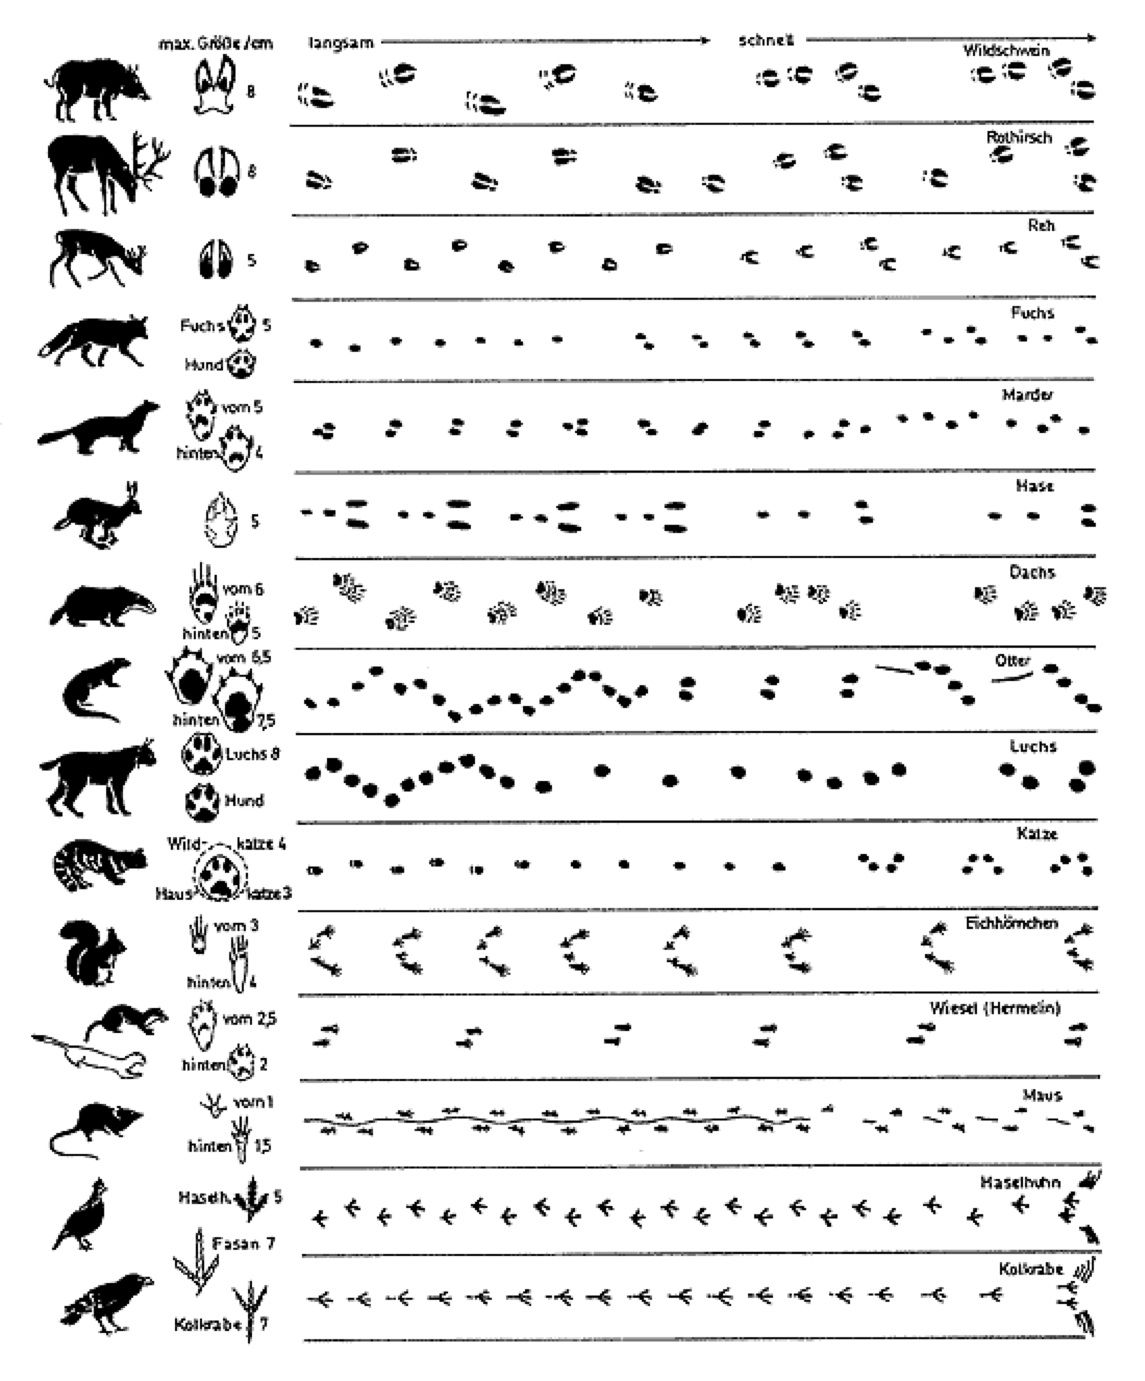 max. Größe/cm langsam schnell
Wildschwein
8
Rothirsch
8
Reh
5
Fuchs
Fuchs 5
Hund
Marder
vorn 5
hinten 4
Hase
5
Dachs
vorn 6
hinten 5
Otter
vorn 6,5
hinten 7,5
Luchs
Luchs 8
Hund
Katze
Wild- katze 4
Haus katze 3
Eichhörnchen
vorn 3
hinten 4
Wiesel (Hermelin)
vorn 2,5
hinten 2
Maus
vorn 1
hinten 1,5
Haselhuhn
Haselh. 5
Fasan 7
Kolkrabe
Kolkrabe 7